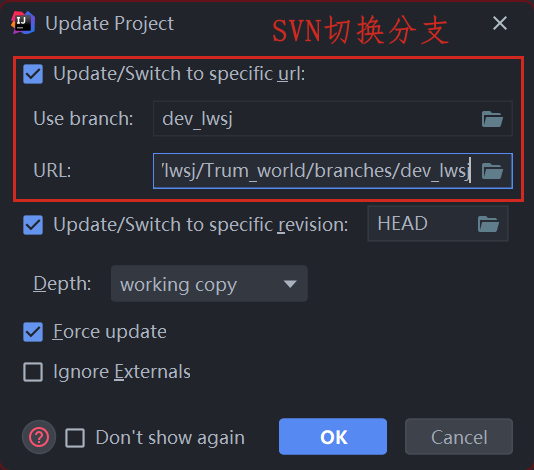 Update Project
SVN切换分支
Update/Switch to specific url:
Use branch: dev_lwsj
URL: lwsj/Trum_world/branches/dev_lwsj
Update/Switch to specific revision: HEAD
Depth: working copy
Force update
Ignore Externals
? Don't show again OK Cancel